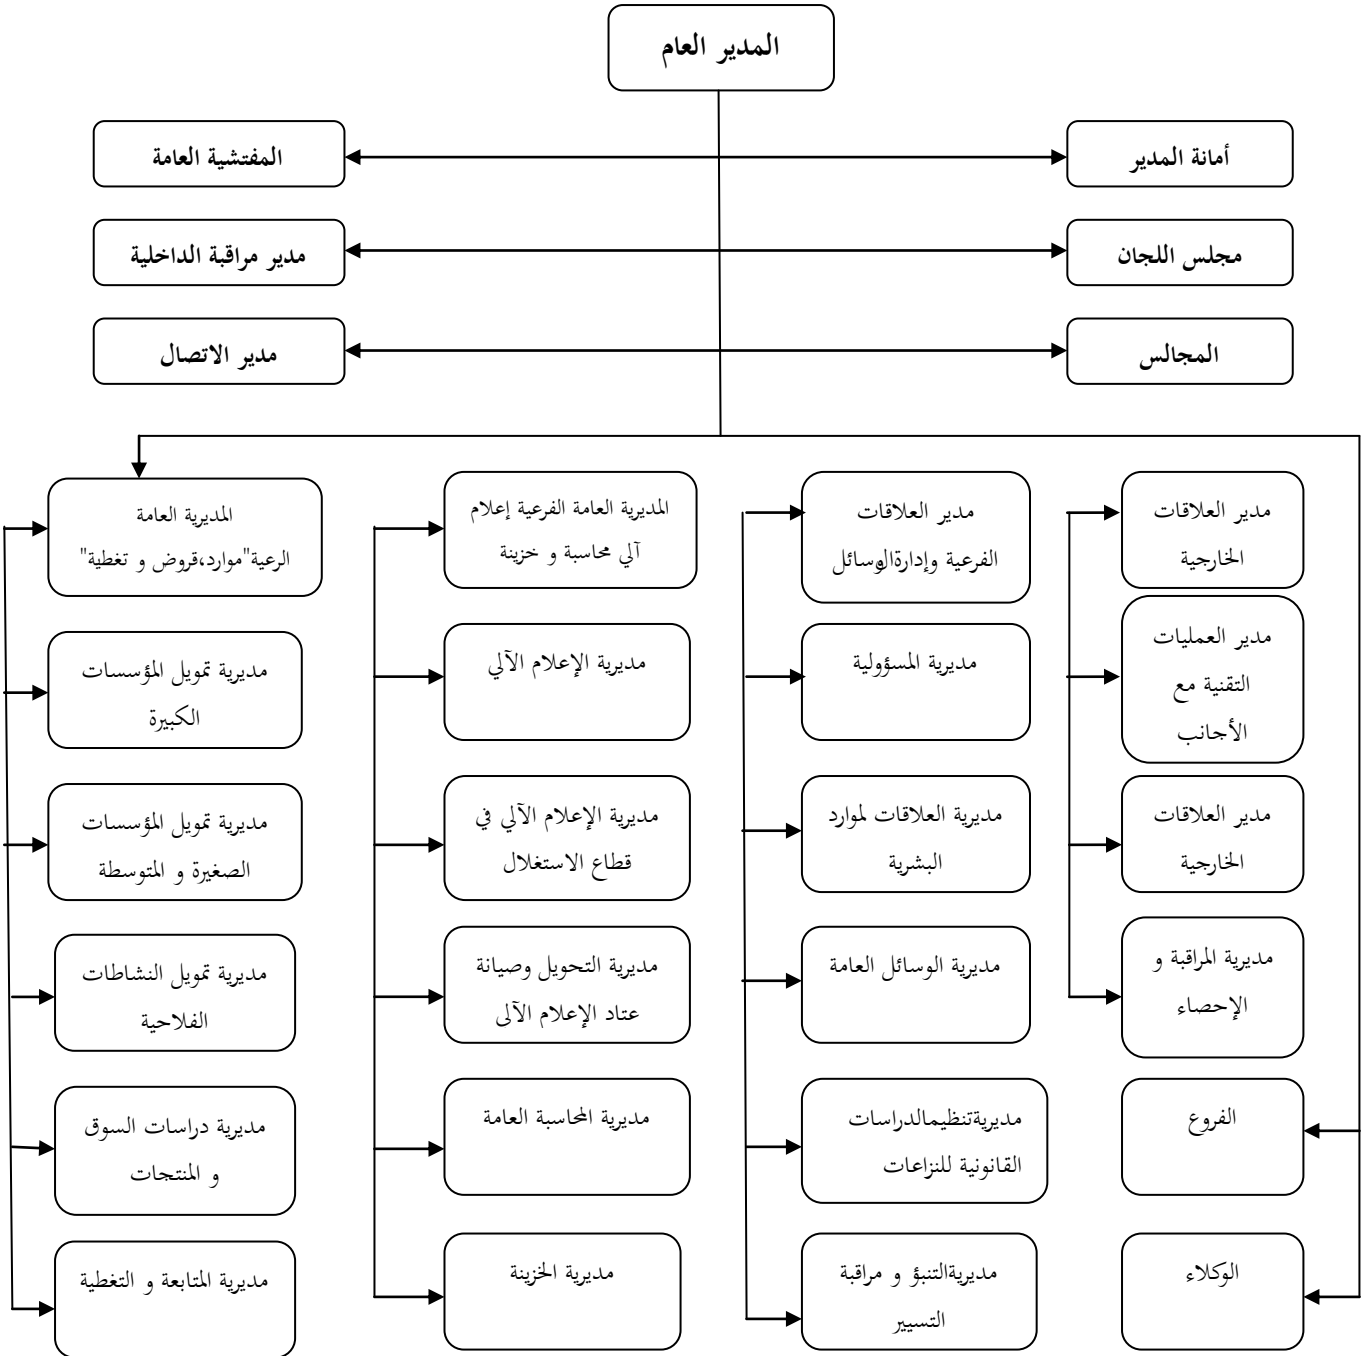 المدير العام
أمانة المدير
المفتشية العامة
مجلس اللجان
مدير مراقبة الداخلية
المجالس
مدير الاتصال
مدير العلاقات
الخارجية
مدير العمليات
التقنية مع
الأجانب
مدير العلاقات
الخارجية
مديرية المراقبة و
الإحصاء
الفروع
الوكلاء
مدير العلاقات
الفرعية وإدارةالوسائل
مديرية المسؤولية
مديرية العلاقات لموارد
البشرية
مديرية الوسائل العامة
مديريةتنظيمالدراسات
القانونية للنزاعات
مديريةالتنبؤ و مراقبة
التسيير
المديرية العامة الفرعية إعلام
آلي محاسبة و خزينة
مديرية الإعلام الآلي
مديرية الإعلام الآلي في
قطاع الاستغلال
مديرية التحويل وصيانة
عتاد الإعلام الآلى
مديرية المحاسبة العامة
مديرية الخزينة
المديرية العامة
الرعية"موارد،قروض و تغطية"
مديرية تمويل المؤسسات
الكبيرة
مديرية تمويل المؤسسات
الصغيرة و المتوسطة
مديرية تمويل النشاطات
الفلاحية
مديرية دراسات السوق
و المنتجات
مديرية المتابعة و التغطية